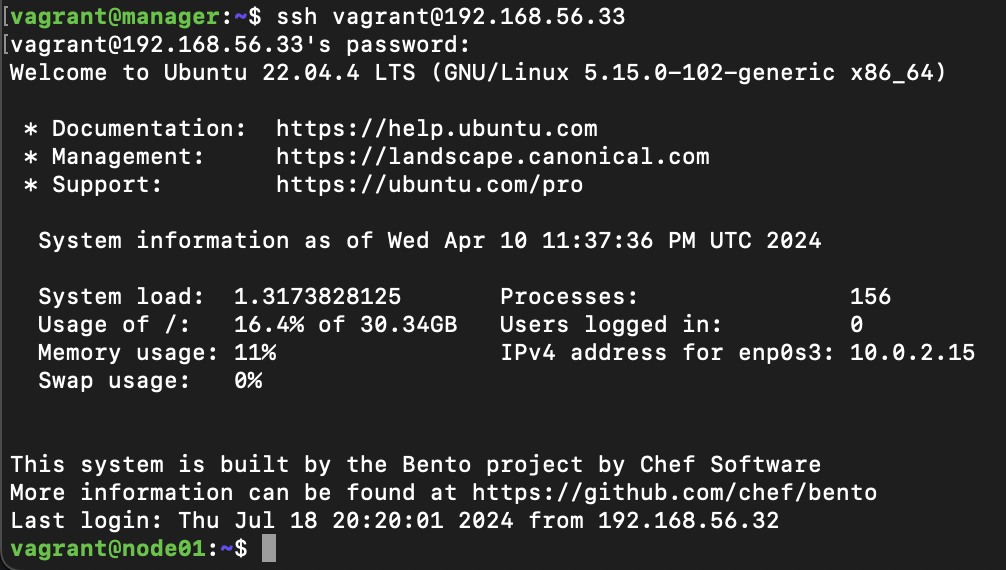 [vagrant@manager:~$ ssh vagrant@192.168.56.33
[vagrant@192.168.56.33's password:
Welcome to Ubuntu 22.04.4 LTS (GNU/Linux 5.15.0-102-generic x86_64)
* Documentation:  https://help.ubuntu.com
* Management:     https://landscape.canonical.com
* Support:        https://ubuntu.com/pro
System information as of Wed Apr 10 11:37:36 PM UTC 2024
System load:  1.3173828125       Processes:               156
Usage of /:   16.4% of 30.34GB   Users logged in:         0
Memory usage: 11%                IPv4 address for enp0s3: 10.0.2.15
Swap usage:   0%
This system is built by the Bento project by Chef Software
More information can be found at https://github.com/chef/bento
Last login: Thu Jul 18 20:20:01 2024 from 192.168.56.32
vagrant@node01:~$